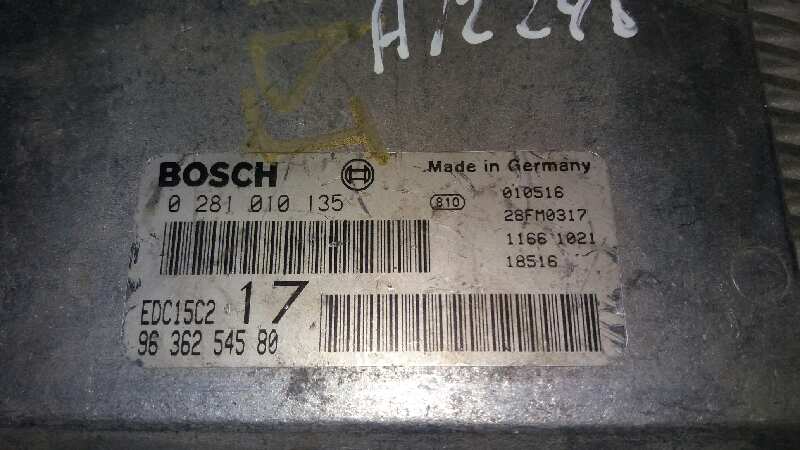 BOSCH
Made in Germany
0 281 010 135
810
010516
28FM0317
1166 1021
18516
EDC15C2 17
96 362 545 80